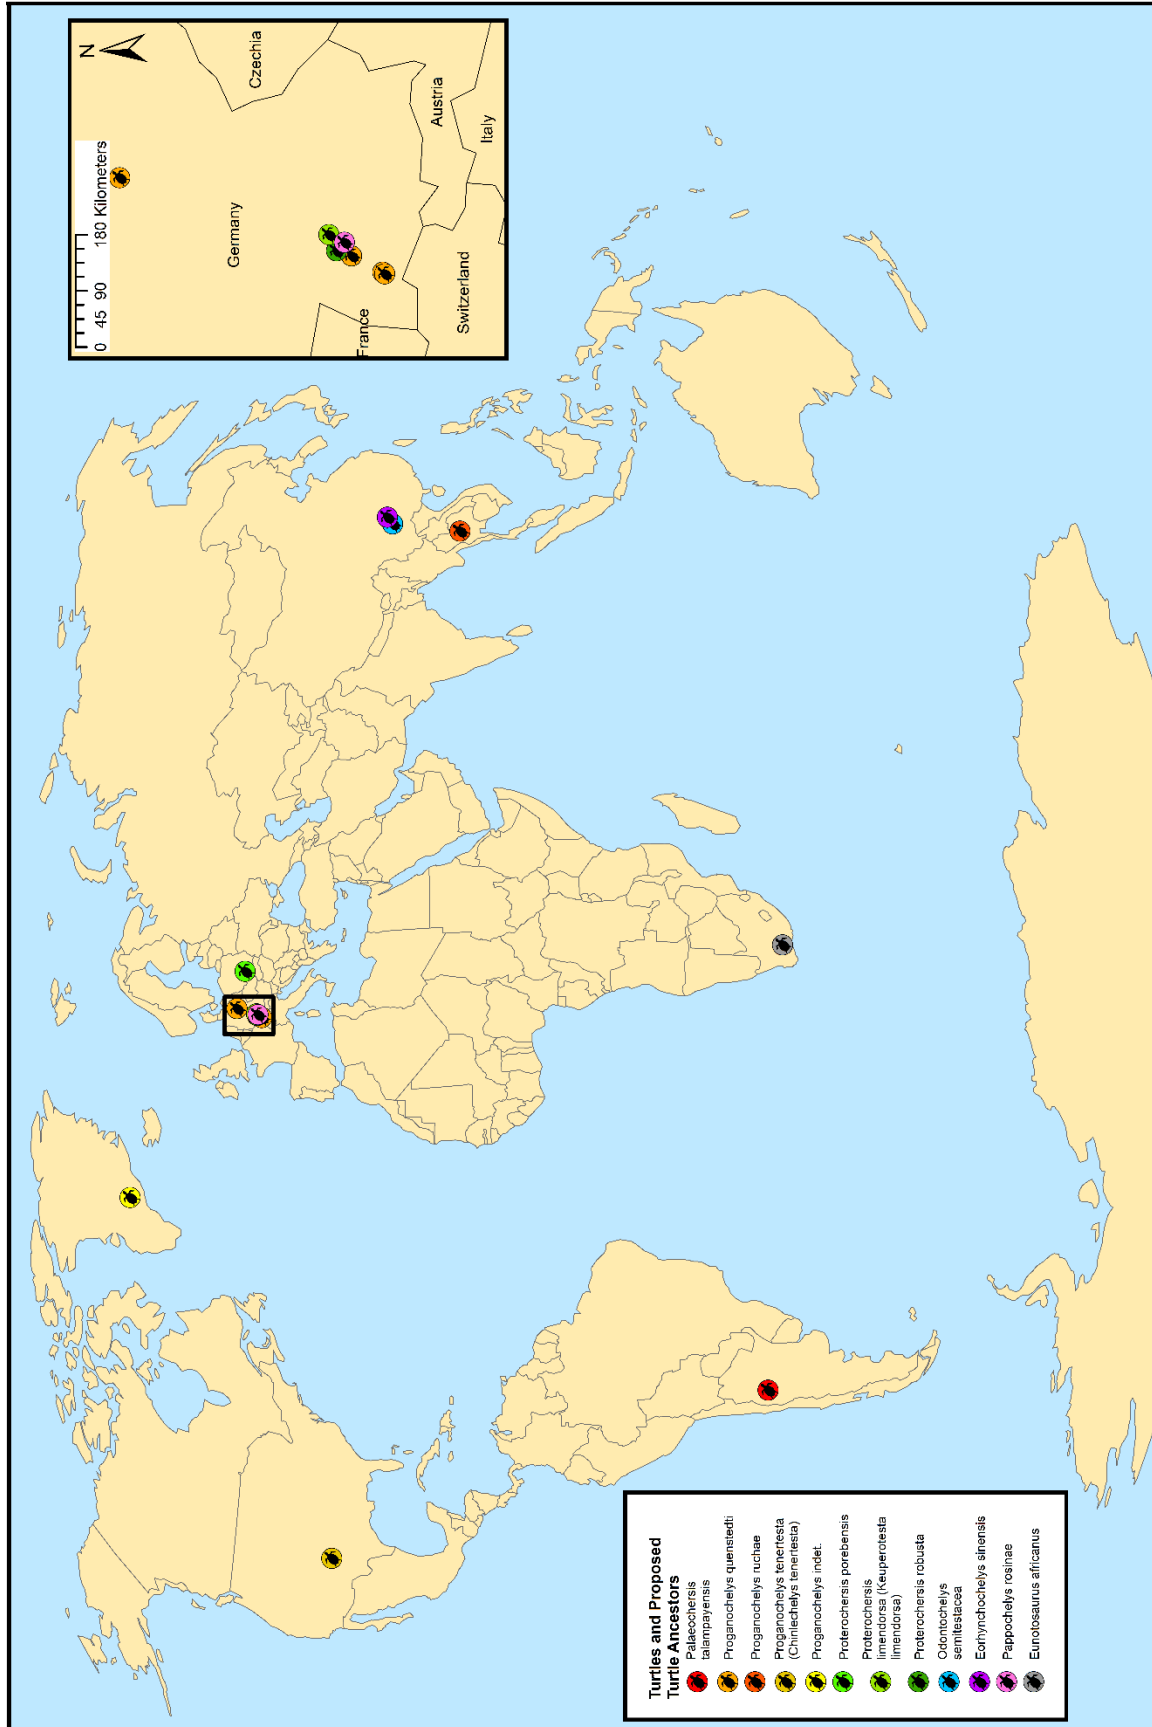 Turtles and Proposed
Turtle Ancestors
Palaeochersis
talampayensis
Proganochelys quenstedti
Proganochelys ruchae
Proganochelys tenertesta
(Chinlechelys tenertesta)
Proganochelys indet.
Proterochersis porebensis
Proterochersis
limendorsa (Keuperotesta
limendorsa)
Proterochersis robusta
Odontochelys
semitestacea
Eorhynchochelys sinensis
Pappochelys rosinae
Eunotosaurus africanus
0 45 90 180 Kilometers
N
Germany
Czechia
France
Switzerland
Austria
Italy